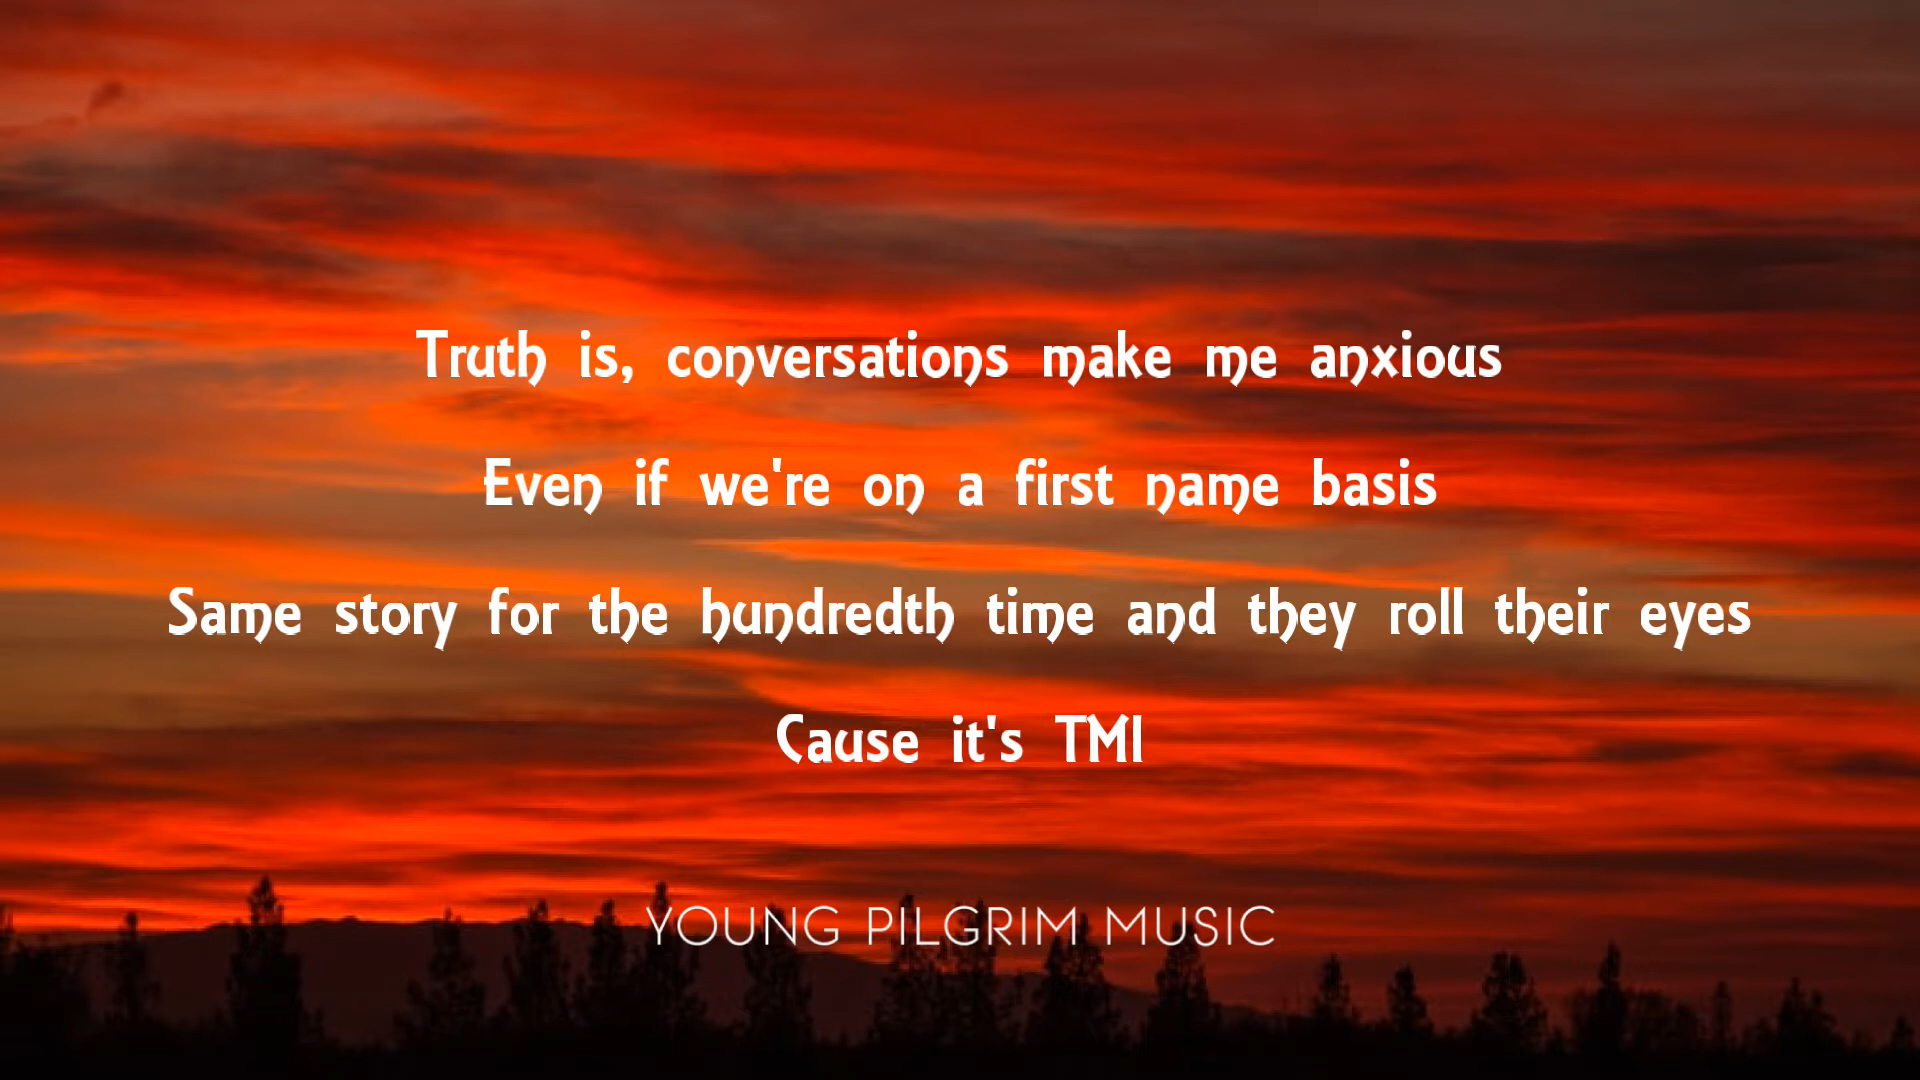 Truth is, conversations make me anxious
Even if we're on a first name basis
Same story for the hundredth time and they roll their eyes
Cause it's TMI
YOUNG PILGRIM MUSIC